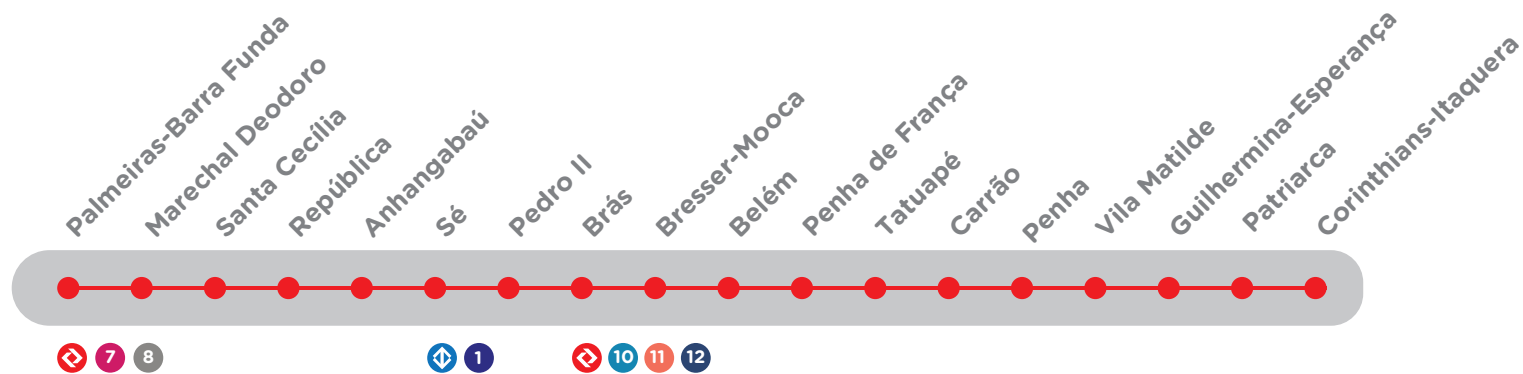 Palmeiras-Barra Funda
Marechal Deodoro
Santa Cecília
República
Anhangabaú
Sé
Pedro II
Brás
Bresser-Mooca
Belém
Penha de França
Tatuapé
Carrão
Penha
Vila Matilde
Guilhermina-Esperança
Patriarca
Corinthians-Itaquera
7 8
1
10 11 12